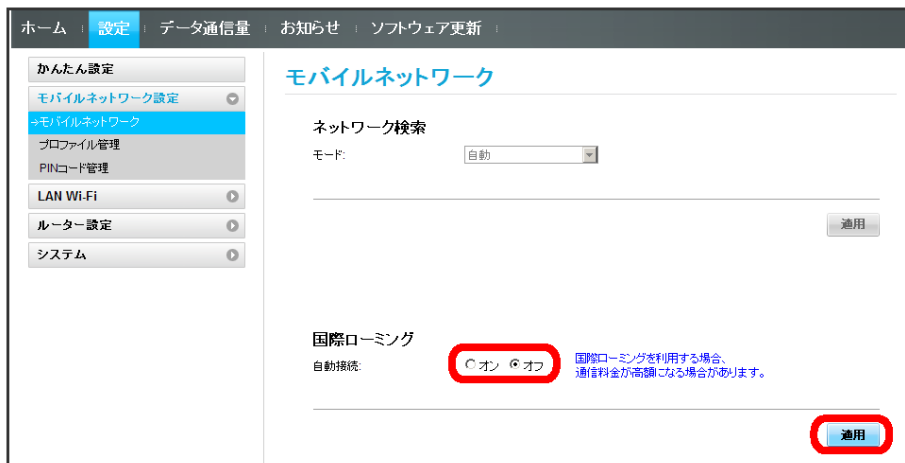 ホーム 設定 データ通信量 お知らせ ソフトウェア更新
かんたん設定
モバイルネットワーク設定
→モバイルネットワーク
プロファイル管理
PINコード管理
LAN Wi-Fi
ルーター設定
システム
モバイルネットワーク
ネットワーク検索
モード: 自動
適用
国際ローミング
自動接続: オン オフ
国際ローミングを利用する場合、
通信料金が高額になる場合があります。
適用